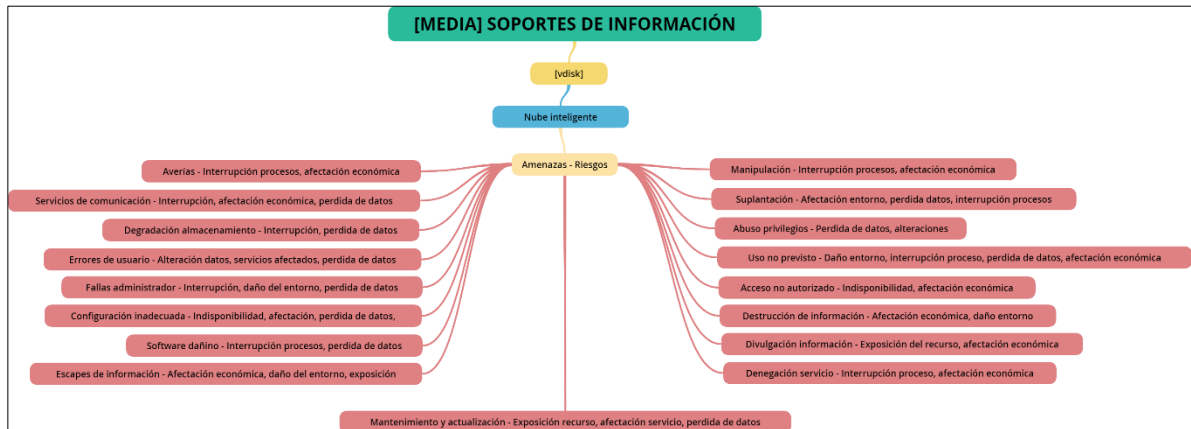 [MEDIA] SOPORTES DE INFORMACIÓN
[vdisk]
Nube inteligente
Amenazas - Riesgos
Averías - Interrupción procesos, afectación económica
Servicios de comunicación - Interrupción, afectación económica, perdida de datos
Degradación almacenamiento - Interrupción, perdida de datos
Errores de usuario - Alteración datos, servicios afectados, perdida de datos
Fallas administrador - Interrupción, daño del entorno, perdida de datos
Configuración inadecuada - Indisponibilidad, afectación, perdida de datos,
Software dañino - Interrupción procesos, perdida de datos
Escapes de información - Afectación económica, daño del entorno, exposición
Manipulación - Interrupción procesos, afectación económica
Suplantación - Afectación entorno, perdida datos, interrupción procesos
Abuso privilegios - Perdida de datos, alteraciones
Uso no previsto - Daño entorno, interrupción proceso, perdida de datos, afectación económica
Acceso no autorizado - Indisponibilidad, afectación económica
Destrucción de información - Afectación económica, daño entorno
Divulgación información - Exposición del recurso, afectación económica
Denegación servicio - Interrupción proceso, afectación económica
Mantenimiento y actualización - Exposición recurso, afectación servicio, perdida de datos